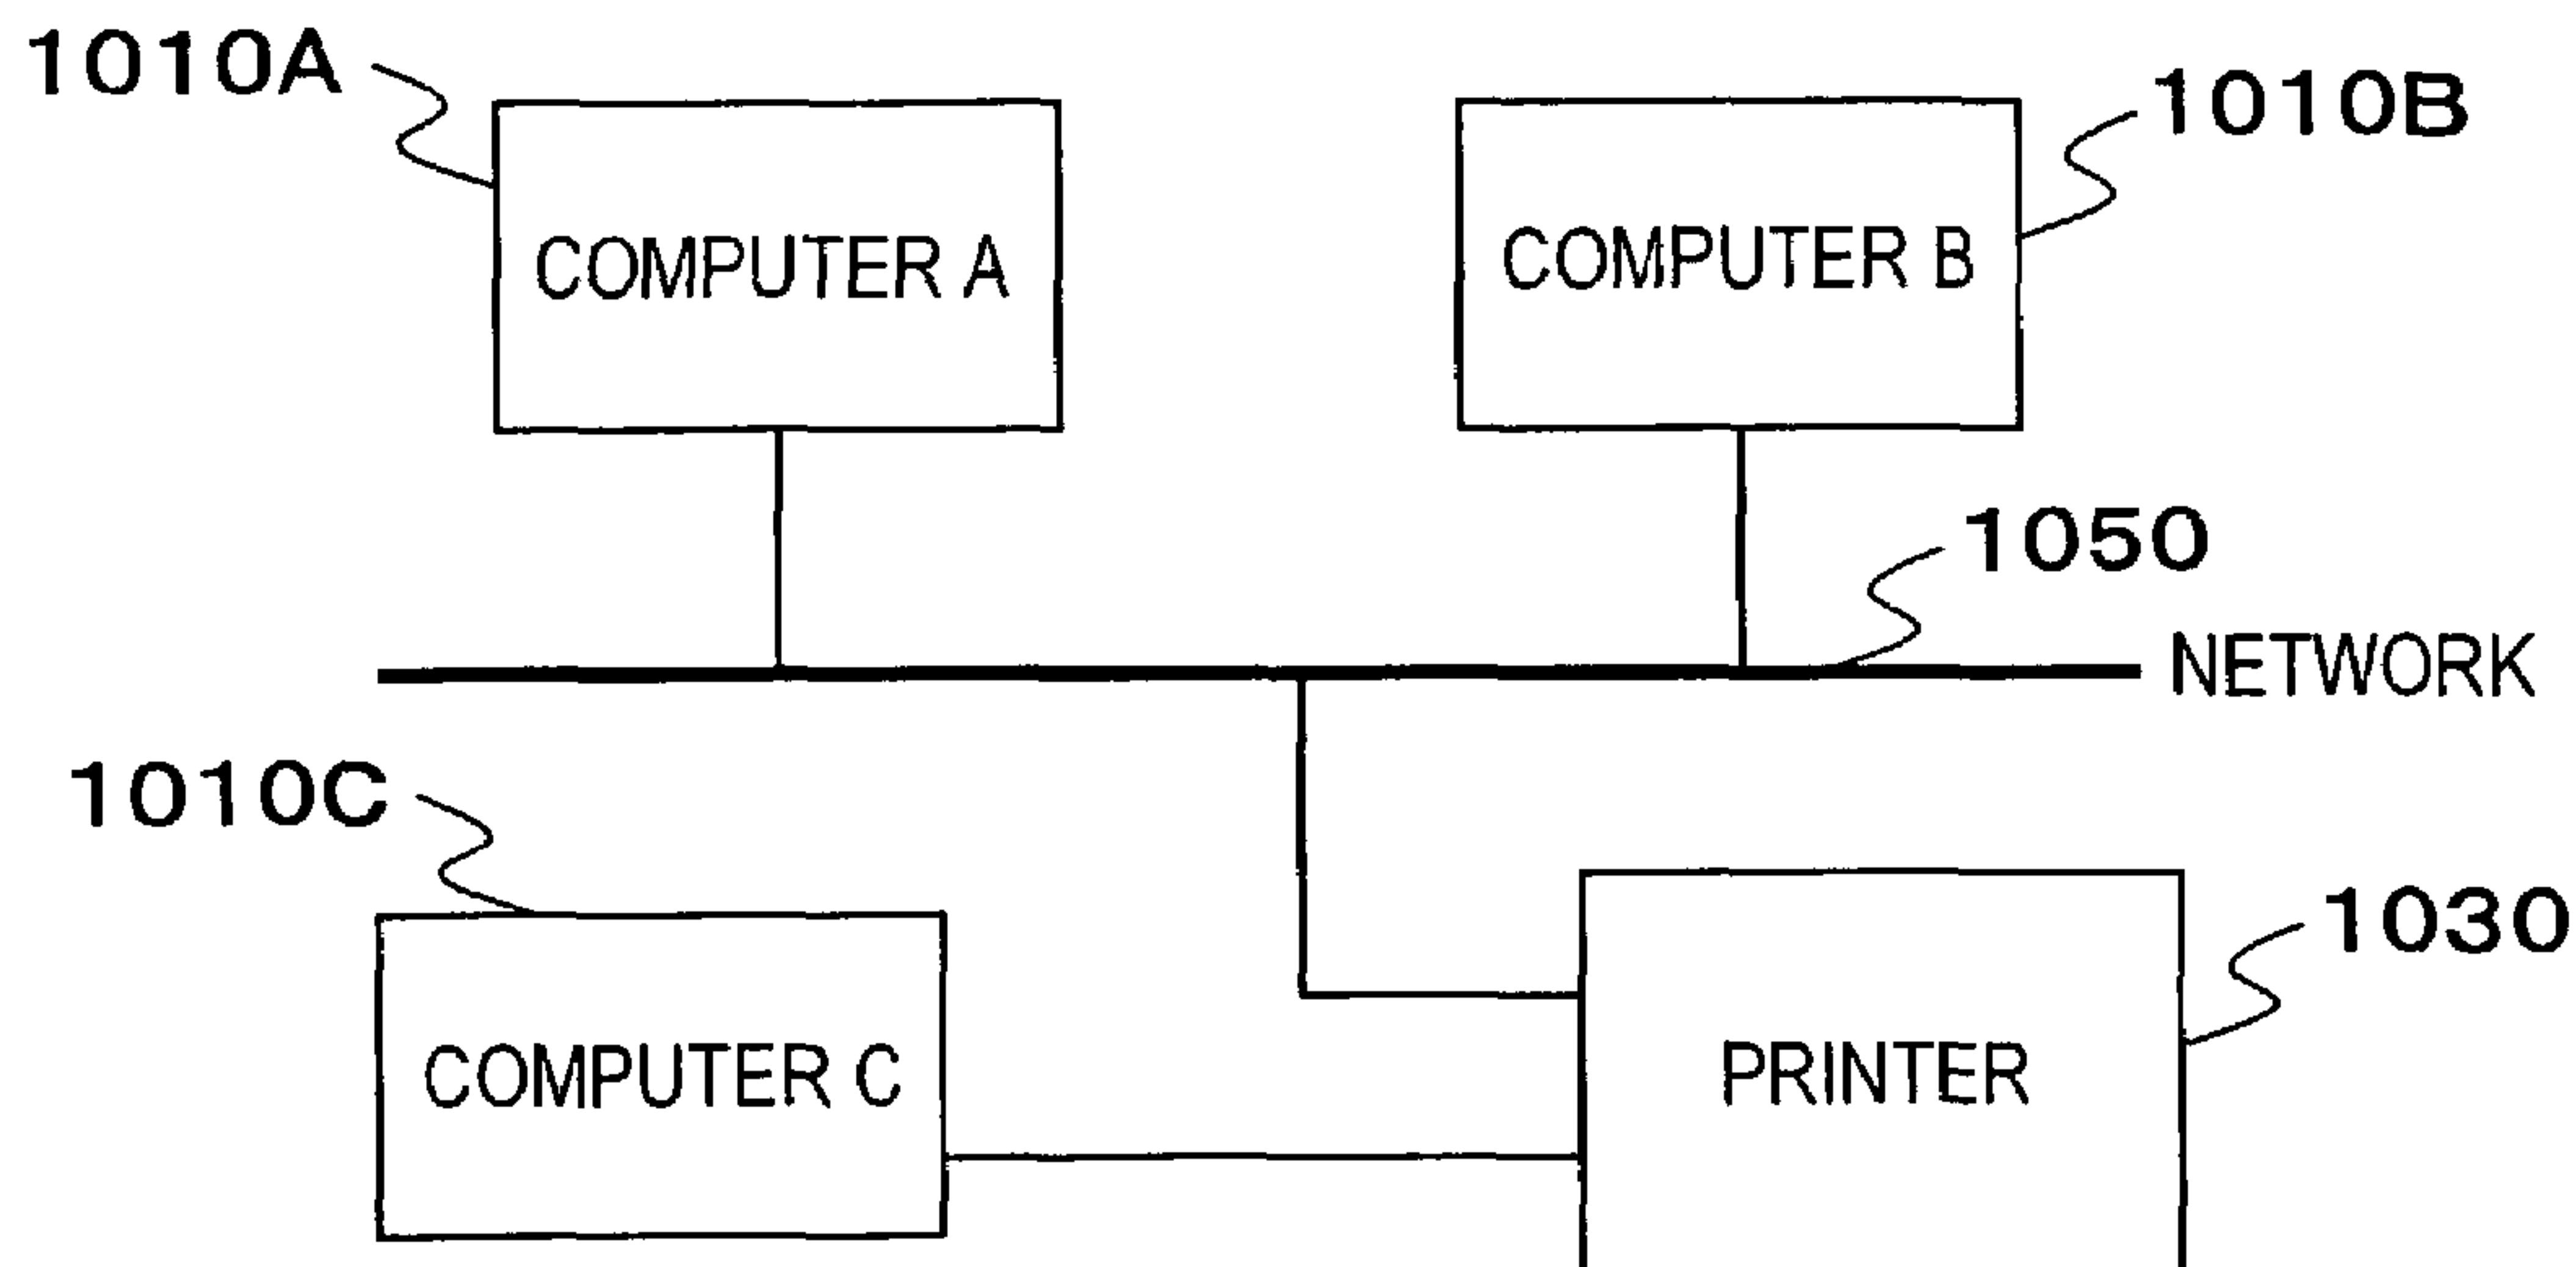 1010A
1010B
COMPUTER A
COMPUTER B
1050
NETWORK
1010C
1030
COMPUTER C
PRINTER